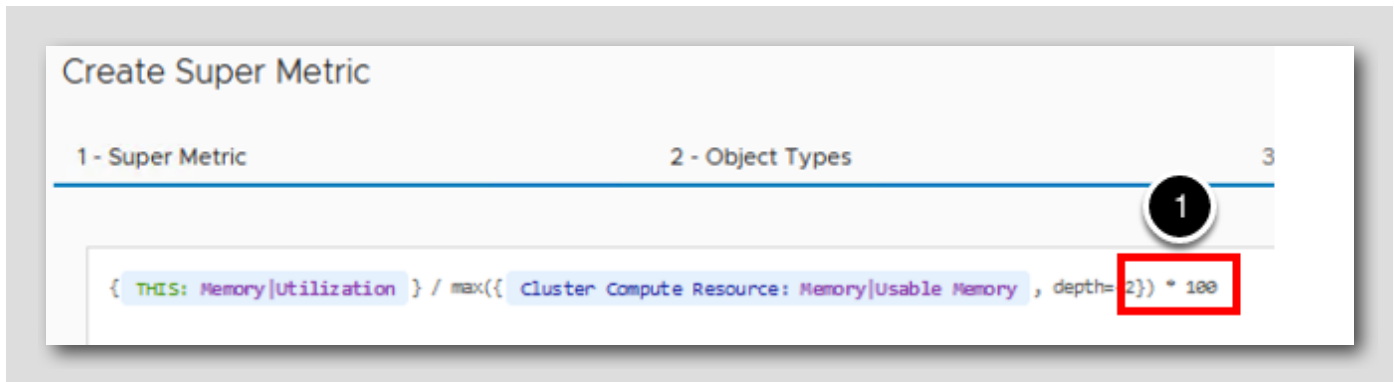 Create Super Metric
1 - Super Metric 2 - Object Types 3
1
{ THIS: Memory|Utilization } / max({ Cluster Compute Resource: Memory|Usable Memory , depth=2}) * 100